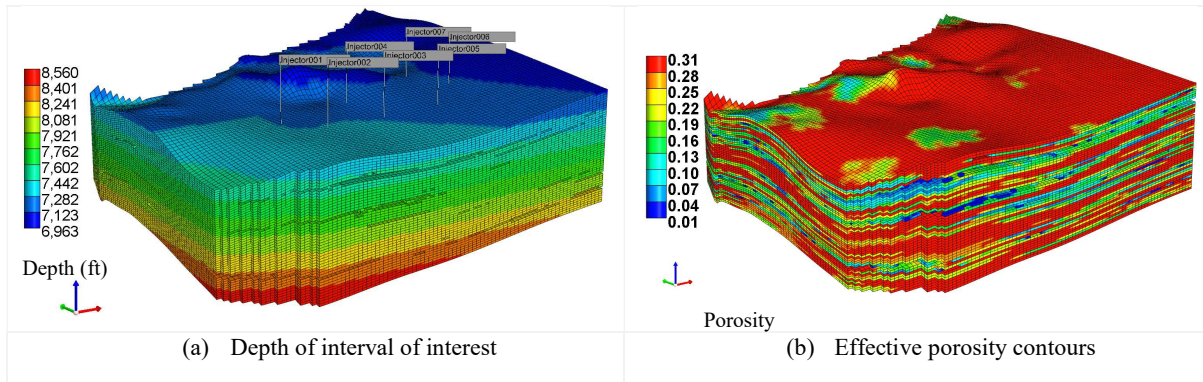 Injector007
Injector006
Injector004
Injector005
Injector003
Injector001
Injector002
8,560
8,401
8,241
8,081
7,921
7,762
7,602
7,442
7,283
7,123
6,963
Depth (ft)
(a) Depth of interval of interest
0.31
0.28
0.25
0.22
0.19
0.16
0.13
0.10
0.07
0.04
0.01
Porosity
(b) Effective porosity contours